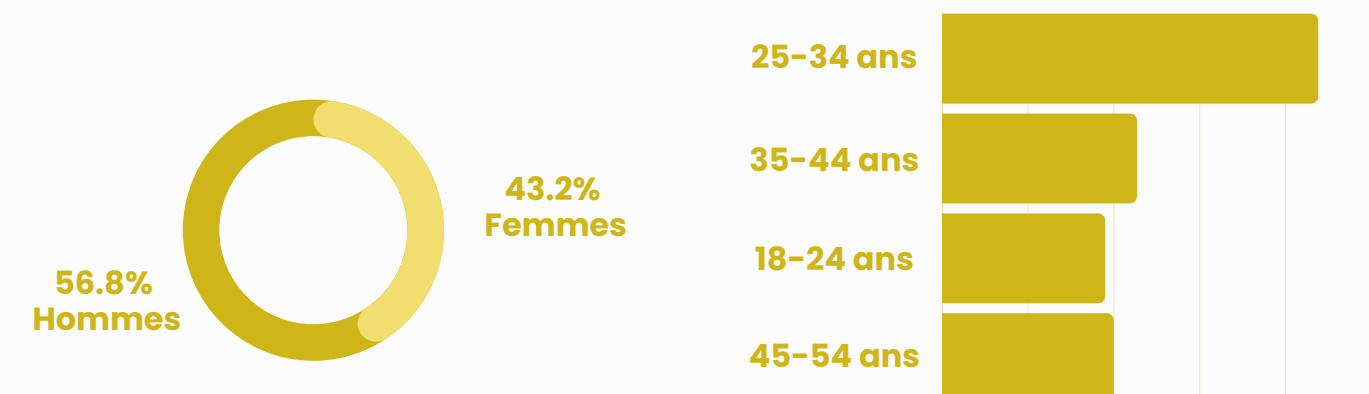 43.2%
Femmes
56.8%
Hommes
25-34 ans
35-44 ans
18-24 ans
45-54 ans